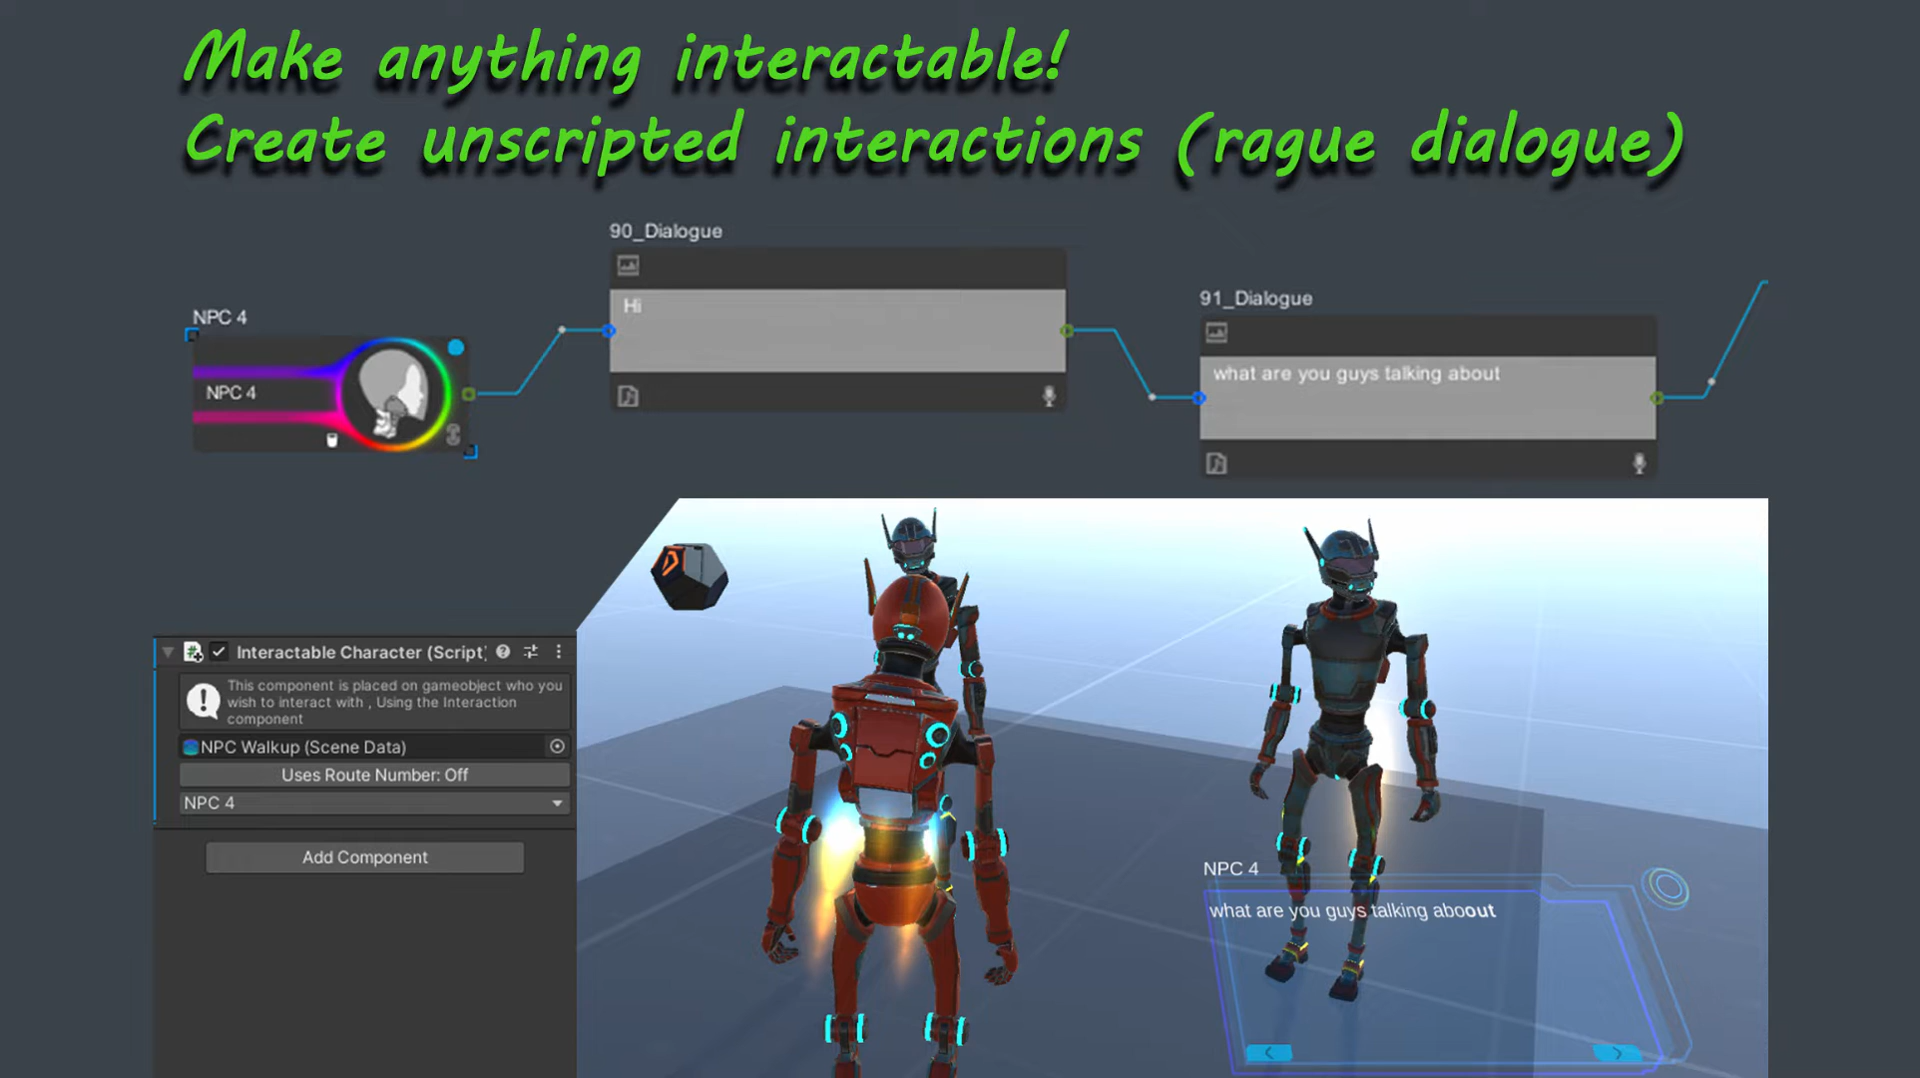 Make anything interactable!
Create unscripted interactions (rague dialogue)
90_Dialogue
Hi
91_Dialogue
what are you guys talking about
NPC 4
NPC 4
Interactable Character (Script)
This component is placed on gameobject who you
wish to interact with , Using the Interaction
component
NPC Walkup (Scene Data)
Uses Route Number: Off
NPC 4
Add Component
NPC 4
what are you guys talking aboout